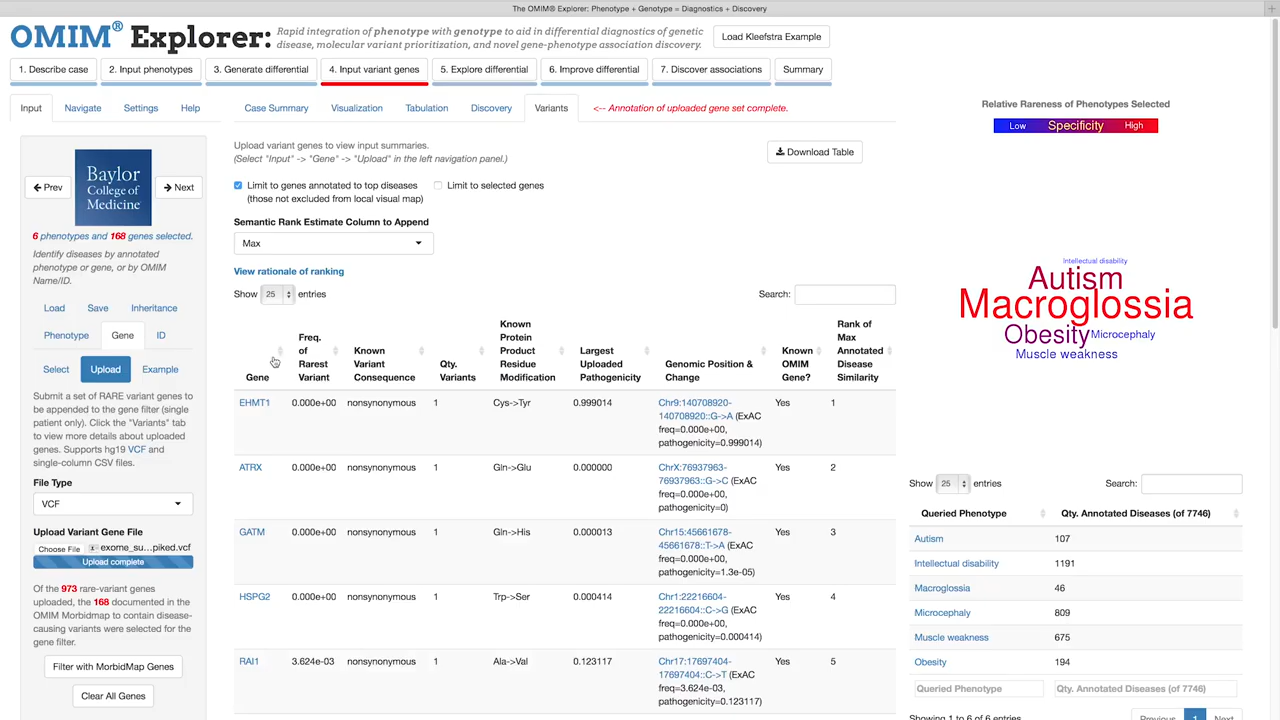 The OMIM® Explorer: Phenotype + Genotype = Diagnostics + Discovery
OMIM® Explorer:
Rapid integration of phenotype with genotype to aid in differential diagnostics of genetic
disease, molecular variant prioritization, and novel gene-phenotype association discovery.
Load Kleefstra Example
1. Describe case
2. Input phenotypes
3. Generate differential
4. Input variant genes
5. Explore differential
6. Improve differential
7. Discover associations
Summary
Input Navigate Settings Help
Case Summary Visualization Tabulation Discovery Variants
<-- Annotation of uploaded gene set complete.
Prev
Baylor
College of
Medicine
Next
6 phenotypes and 168 genes selected.
Identify diseases by annotated
phenotype or gene, or by OMIM
Name/ID.
Load Save Inheritance
Phenotype Gene ID
Select Upload Example
Submit a set of RARE variant genes to
be appended to the gene filter (single
patient only). Click the "Variants" tab
to view more details about uploaded
genes. Supports hg19 VCF and
single-column CSV files.
File Type
VCF
Upload Variant Gene File
Choose File exome_su...piked.vcf
Upload complete
Of the 973 rare-variant genes
uploaded, the 168 documented in the
OMIM Morbidmap to contain disease-
causing variants were selected for the
gene filter.
Filter with MorbidMap Genes
Clear All Genes
Upload variant genes to view input summaries.
(Select "Input" -> "Gene" -> "Upload" in the left navigation panel.)
Download Table
Limit to genes annotated to top diseases
(those not excluded from local visual map)
Limit to selected genes
Semantic Rank Estimate Column to Append
Max
View rationale of ranking
Show 25 entries
Search:
Gene
Freq.
of
Rarest
Variant
Known
Variant
Consequence
Qty.
Variants
Known
Protein
Product
Residue
Modification
Largest
Uploaded
Pathogenicity
Genomic Position &
Change
Known
OMIM
Gene?
Rank of
Max
Annotated
Disease
Similarity
EHMT1 0.000e+00 nonsynonymous 1 Cys->Tyr 0.999014 Chr9:140708920- Yes 1
140708920::G->A (ExAC
freq=0.000e+00,
pathogenicity=0.999014)
ATRX 0.000e+00 nonsynonymous 1 Gln->Glu 0.000000 ChrX:76937963- Yes 2
76937963::G->C (ExAC
freq=0.000e+00,
pathogenicity=0)
GATM 0.000e+00 nonsynonymous 1 Gln->His 0.000013 Chr15:45661678- Yes 3
45661678::T->A (ExAC
freq=0.000e+00,
pathogenicity=1.3e-05)
HSPG2 0.000e+00 nonsynonymous 1 Trp->Ser 0.000414 Chr1:22216604- Yes 4
22216604::C->G (ExAC
freq=0.000e+00,
pathogenicity=0.000414)
RAI1 3.624e-03 nonsynonymous 1 Ala->Val 0.123117 Chr17:17697404- Yes 5
17697404::C->T (ExAC
freq=3.624e-03,
pathogenicity=0.123117)
Relative Rareness of Phenotypes Selected
Low Specificity High
Intellectual disability
Autism
Macroglossia
Obesity Microcephaly
Muscle weakness
Show 25 entries
Search:
Queried Phenotype Qty. Annotated Diseases (of 7746)
Autism 107
Intellectual disability 1191
Macroglossia 46
Microcephaly 809
Muscle weakness 675
Obesity 194
Queried Phenotype Qty. Annotated Diseases (of 7746)
Showing 1 to 6 of 6 entries
Previous 1 Next